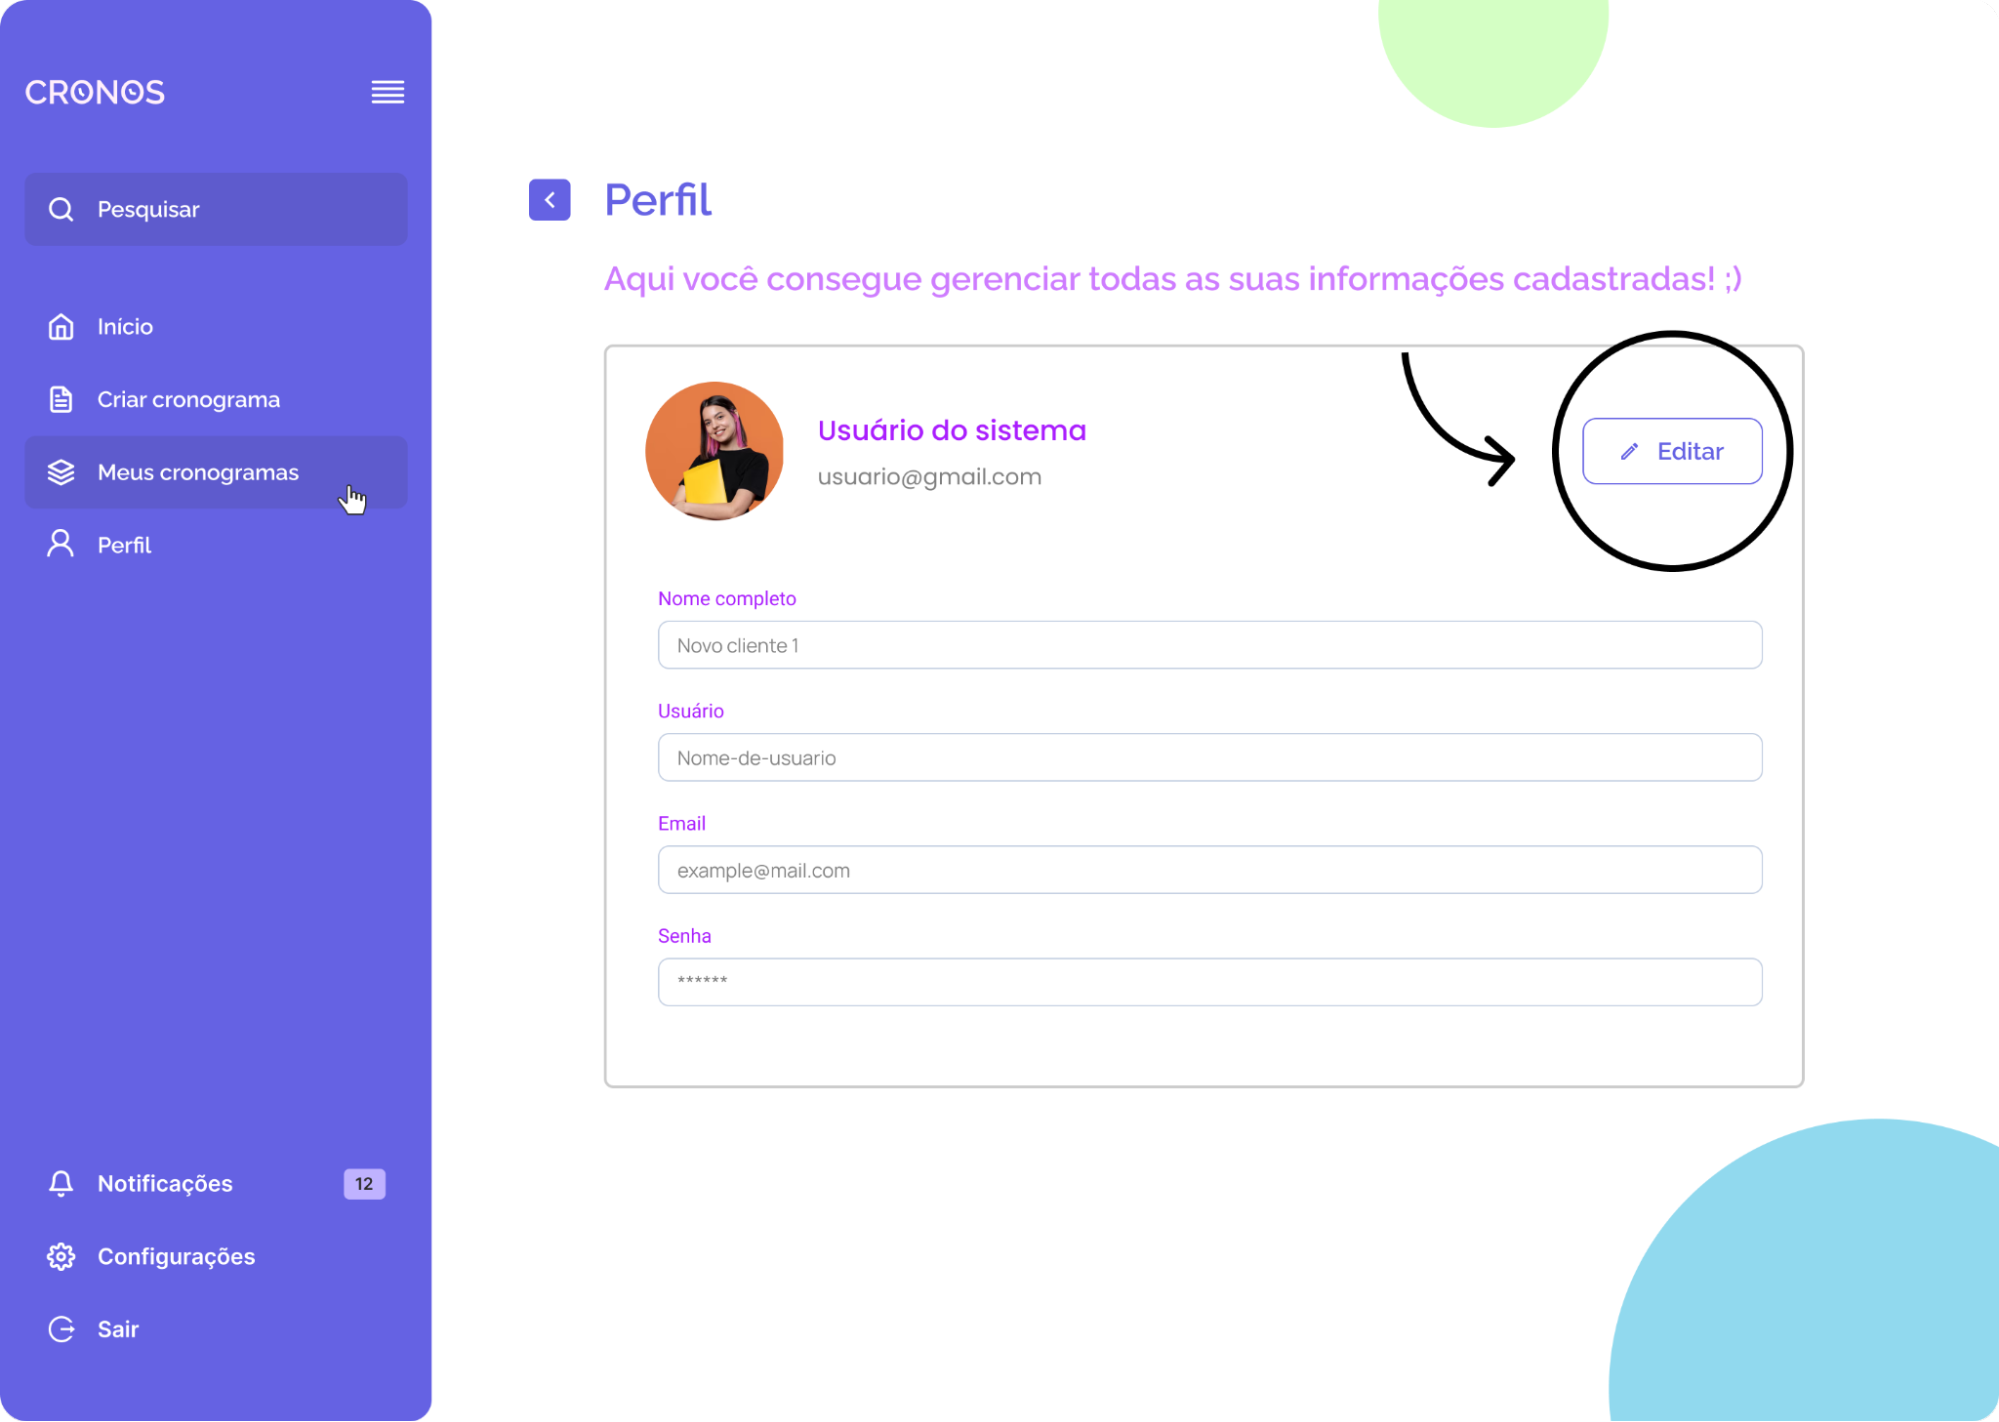 CRONOS
Pesquisar
Início
Criar cronograma
Meus cronogramas
Perfil
Notificações 12
Configurações
Sair
Perfil
Aqui você consegue gerenciar todas as suas informações cadastradas! ;)
Usuário do sistema
usuario@gmail.com
Editar
Nome completo
Novo cliente 1
Usuário
Nome-de-usuario
Email
example@mail.com
Senha
******